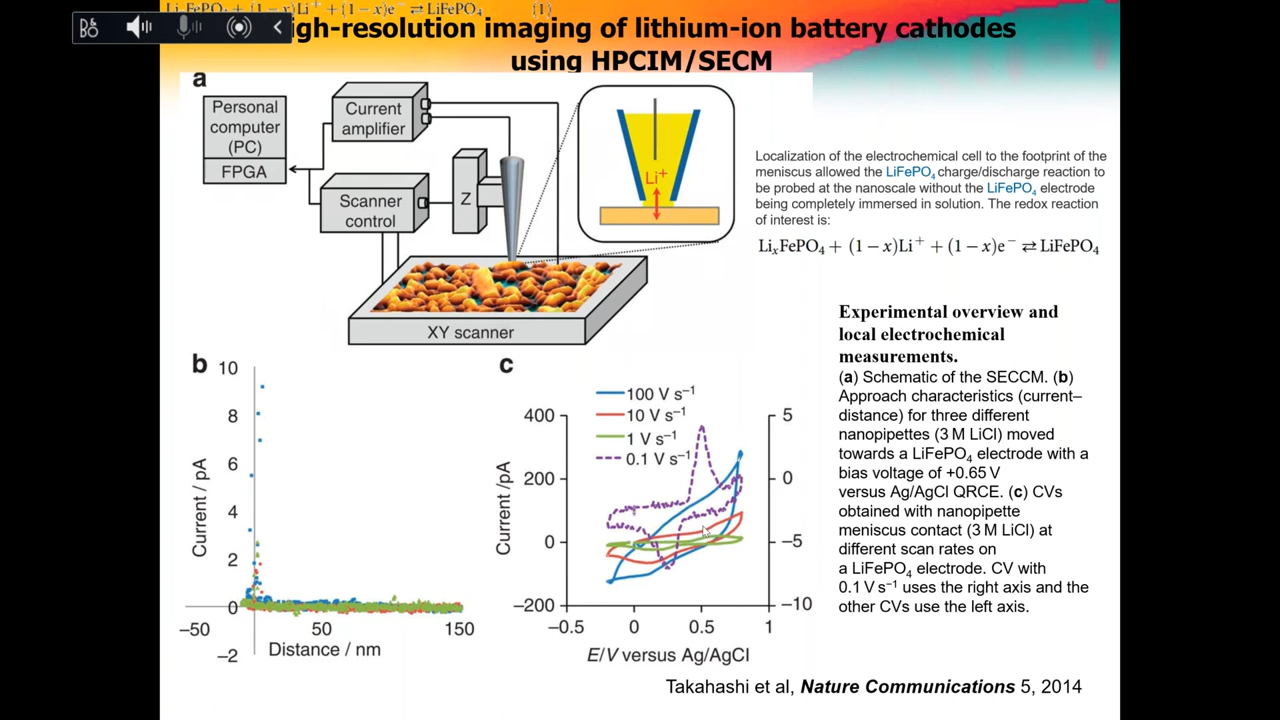 LiₓFePO₄ + (1 − x)Li⁺ + (1 − x)e⁻ ⇌ LiFePO₄ (1)
igh-resolution imaging of lithium-ion battery cathodes
using HPCIM/SECM
a
Personal
computer
(PC)
FPGA
Current
amplifier
Scanner
control
Z
Li⁺
XY scanner
Localization of the electrochemical cell to the footprint of the
meniscus allowed the LiFePO₄ charge/discharge reaction to
be probed at the nanoscale without the LiFePO₄ electrode
being completely immersed in solution. The redox reaction
of interest is:
LiₓFePO₄ + (1 − x)Li⁺ + (1 − x)e⁻ ⇌ LiFePO₄
Experimental overview and
local electrochemical
measurements.
(a) Schematic of the SECCM. (b)
Approach characteristics (current–
distance) for three different
nanopipettes (3 M LiCl) moved
towards a LiFePO₄ electrode with a
bias voltage of +0.65 V
versus Ag/AgCl QRCE. (c) CVs
obtained with nanopipette
meniscus contact (3 M LiCl) at
different scan rates on
a LiFePO₄ electrode. CV with
0.1 V s⁻¹ uses the right axis and the
other CVs use the left axis.
b
10
8
6
4
2
0
−2
Current / pA
−50
50
150
Distance / nm
c
100 V s⁻¹
10 V s⁻¹
1 V s⁻¹
0.1 V s⁻¹
400
200
0
−200
Current /pA
5
0
−5
−10
−0.5
0
0.5
1
E/V versus Ag/AgCl
Takahashi et al, Nature Communications 5, 2014